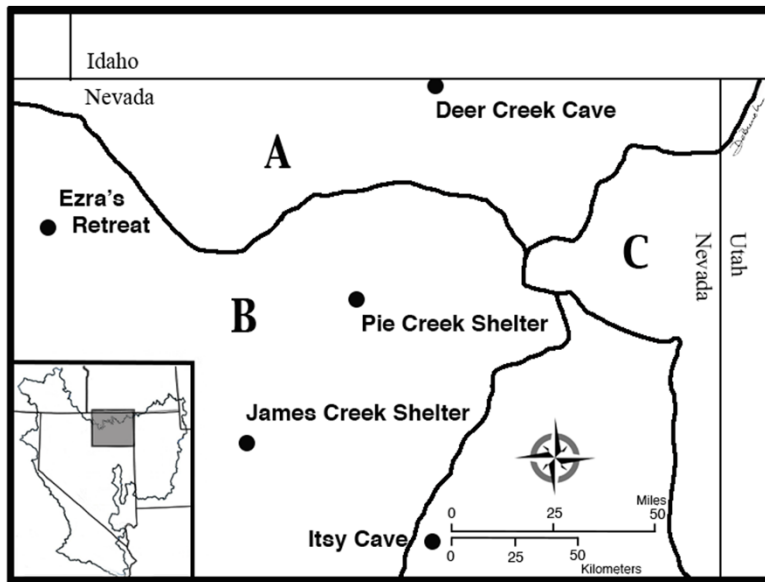 Idaho
Nevada
Deer Creek Cave
A
Ezra's
Retreat
C
Nevada
Utah
B
Pie Creek Shelter
James Creek Shelter
Itsy Cave
Miles
0 25 50
0 25 50
Kilometers